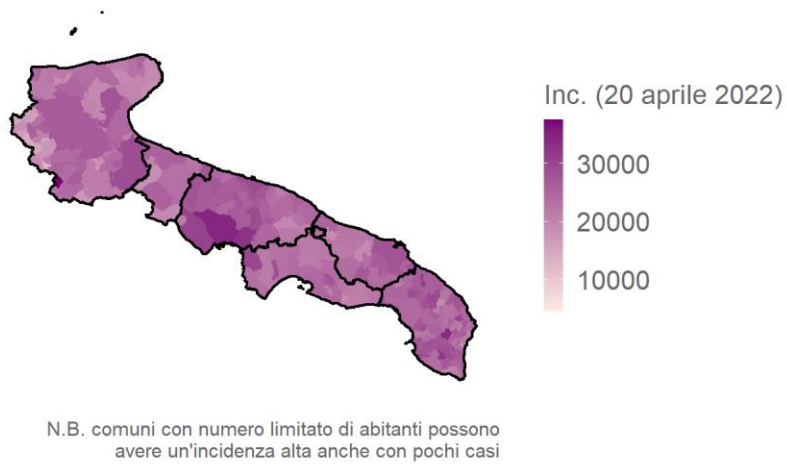 Inc. (20 aprile 2022)
30000
20000
10000
N.B. comuni con numero limitato di abitanti possono
avere un'incidenza alta anche con pochi casi